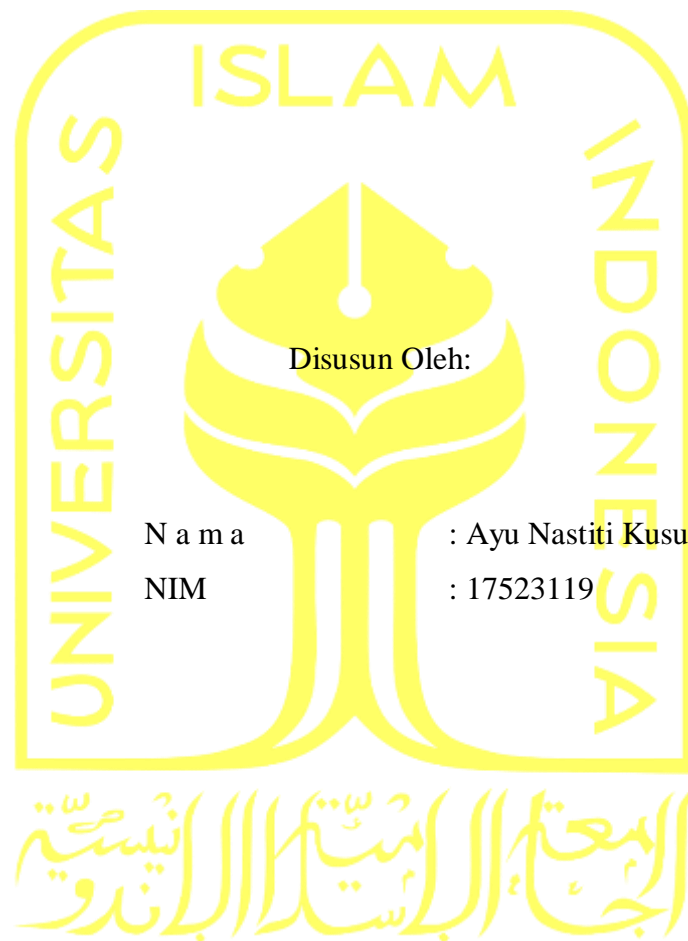 ISLAM
UNIVERSITAS
INDONESIA
Disusun Oleh:
N a m a : Ayu Nastiti Kusu
NIM : 17523119